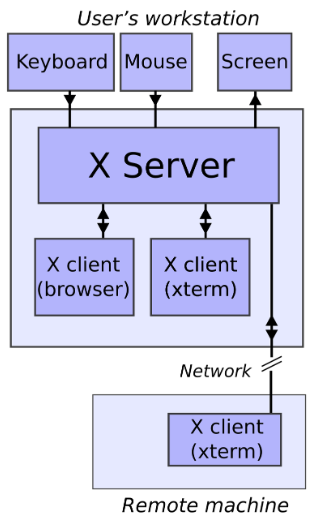 User's workstation
Keyboard
Mouse
Screen
X Server
X client
(browser)
X client
(xterm)
Network
X client
(xterm)
Remote machine